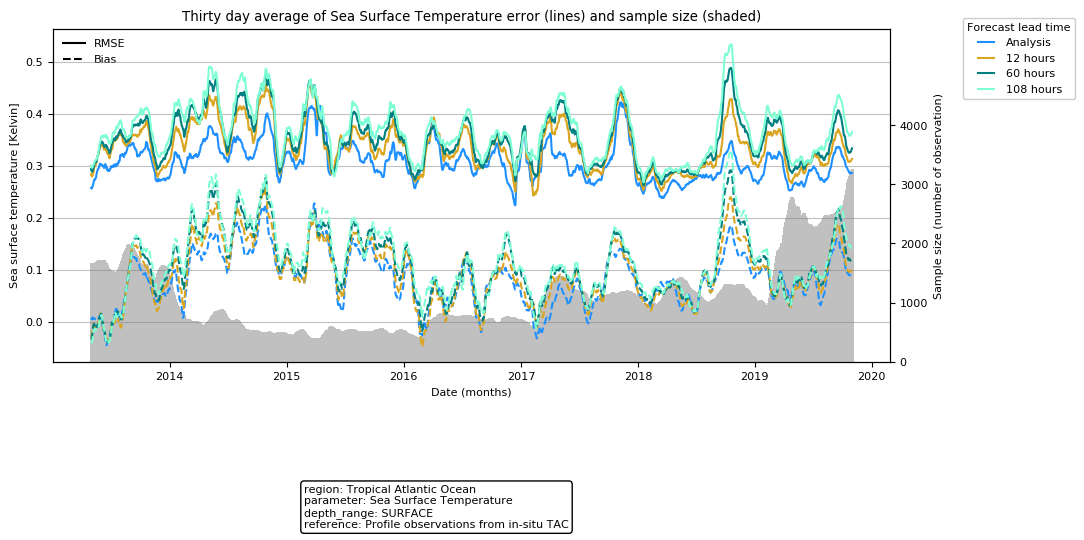 Thirty day average of Sea Surface Temperature error (lines) and sample size (shaded)
RMSE
Bias
Forecast lead time
Analysis
12 hours
60 hours
108 hours
Sea surface temperature [Kelvin]
0.5
0.4
0.3
0.2
0.1
0.0
Sample size (number of observation)
4000
3000
2000
1000
0
2014
2015
2016
2017
2018
2019
2020
Date (months)
region: Tropical Atlantic Ocean
parameter: Sea Surface Temperature
depth_range: SURFACE
reference: Profile observations from in-situ TAC